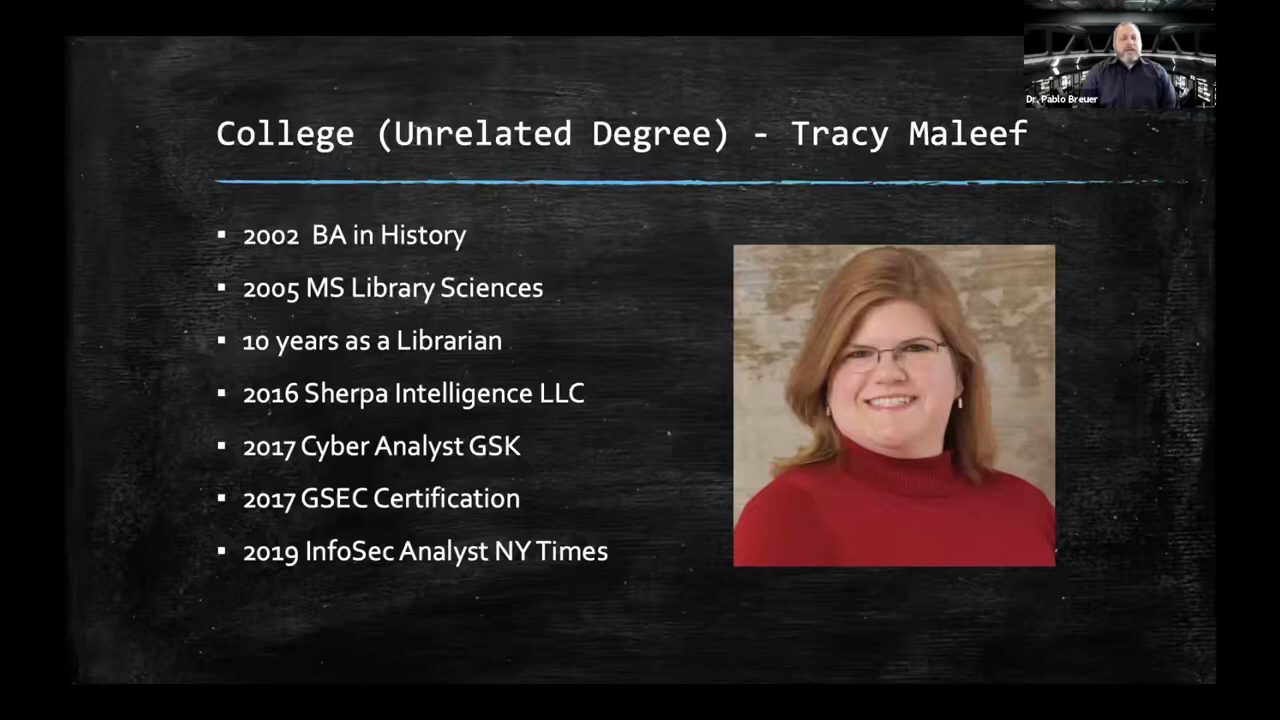 Dr. Pablo Breuer
College (Unrelated Degree) - Tracy Maleef
▪ 2002 BA in History
▪ 2005 MS Library Sciences
▪ 10 years as a Librarian
▪ 2016 Sherpa Intelligence LLC
▪ 2017 Cyber Analyst GSK
▪ 2017 GSEC Certification
▪ 2019 InfoSec Analyst NY Times